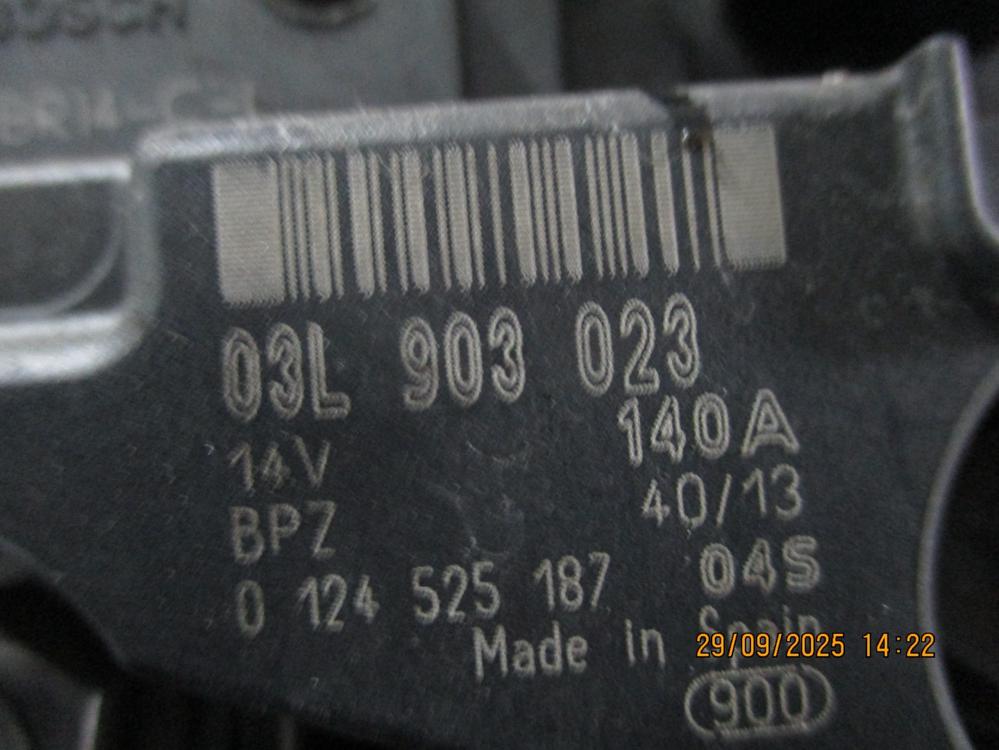 BOSCH
03L 903 023
140A
14V
40/13
BPZ
04S
0 124 525 187
Made in Spain
29/09/2025 14:22
900